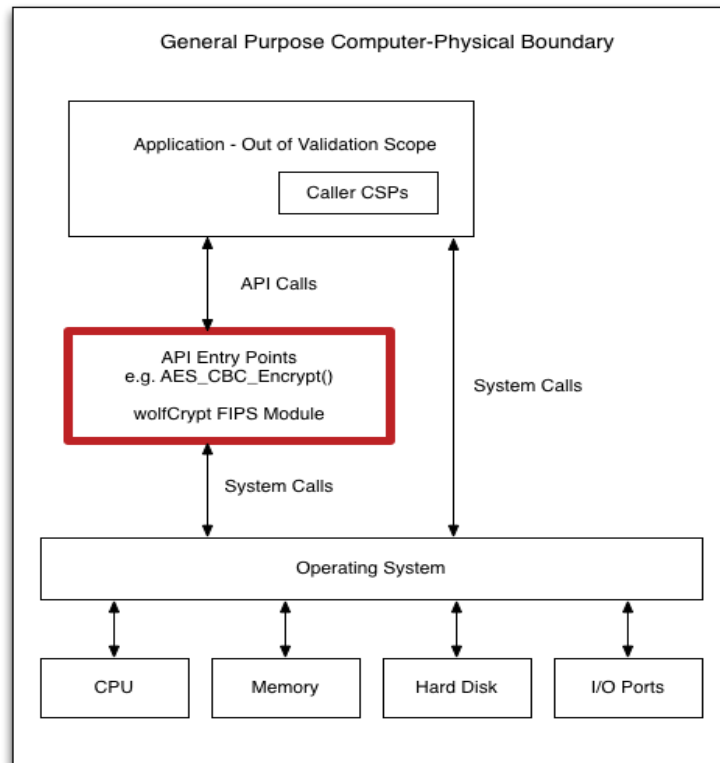 General Purpose Computer-Physical Boundary
Application - Out of Validation Scope
Caller CSPs
API Calls
API Entry Points
e.g. AES_CBC_Encrypt()
wolfCrypt FIPS Module
System Calls
System Calls
Operating System
CPU
Memory
Hard Disk
I/O Ports